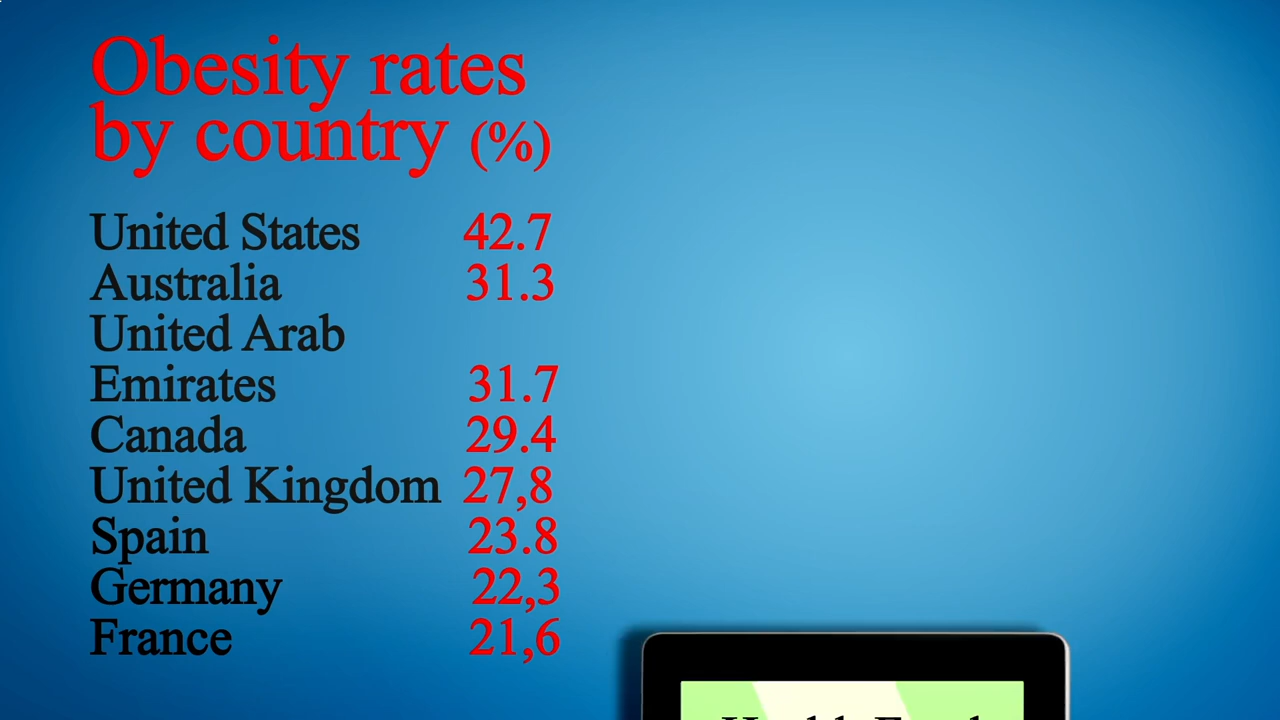 Obesity rates
by country (%)
United States 42.7
Australia 31.3
United Arab
Emirates 31.7
Canada 29.4
United Kingdom 27,8
Spain 23.8
Germany 22,3
France 21,6